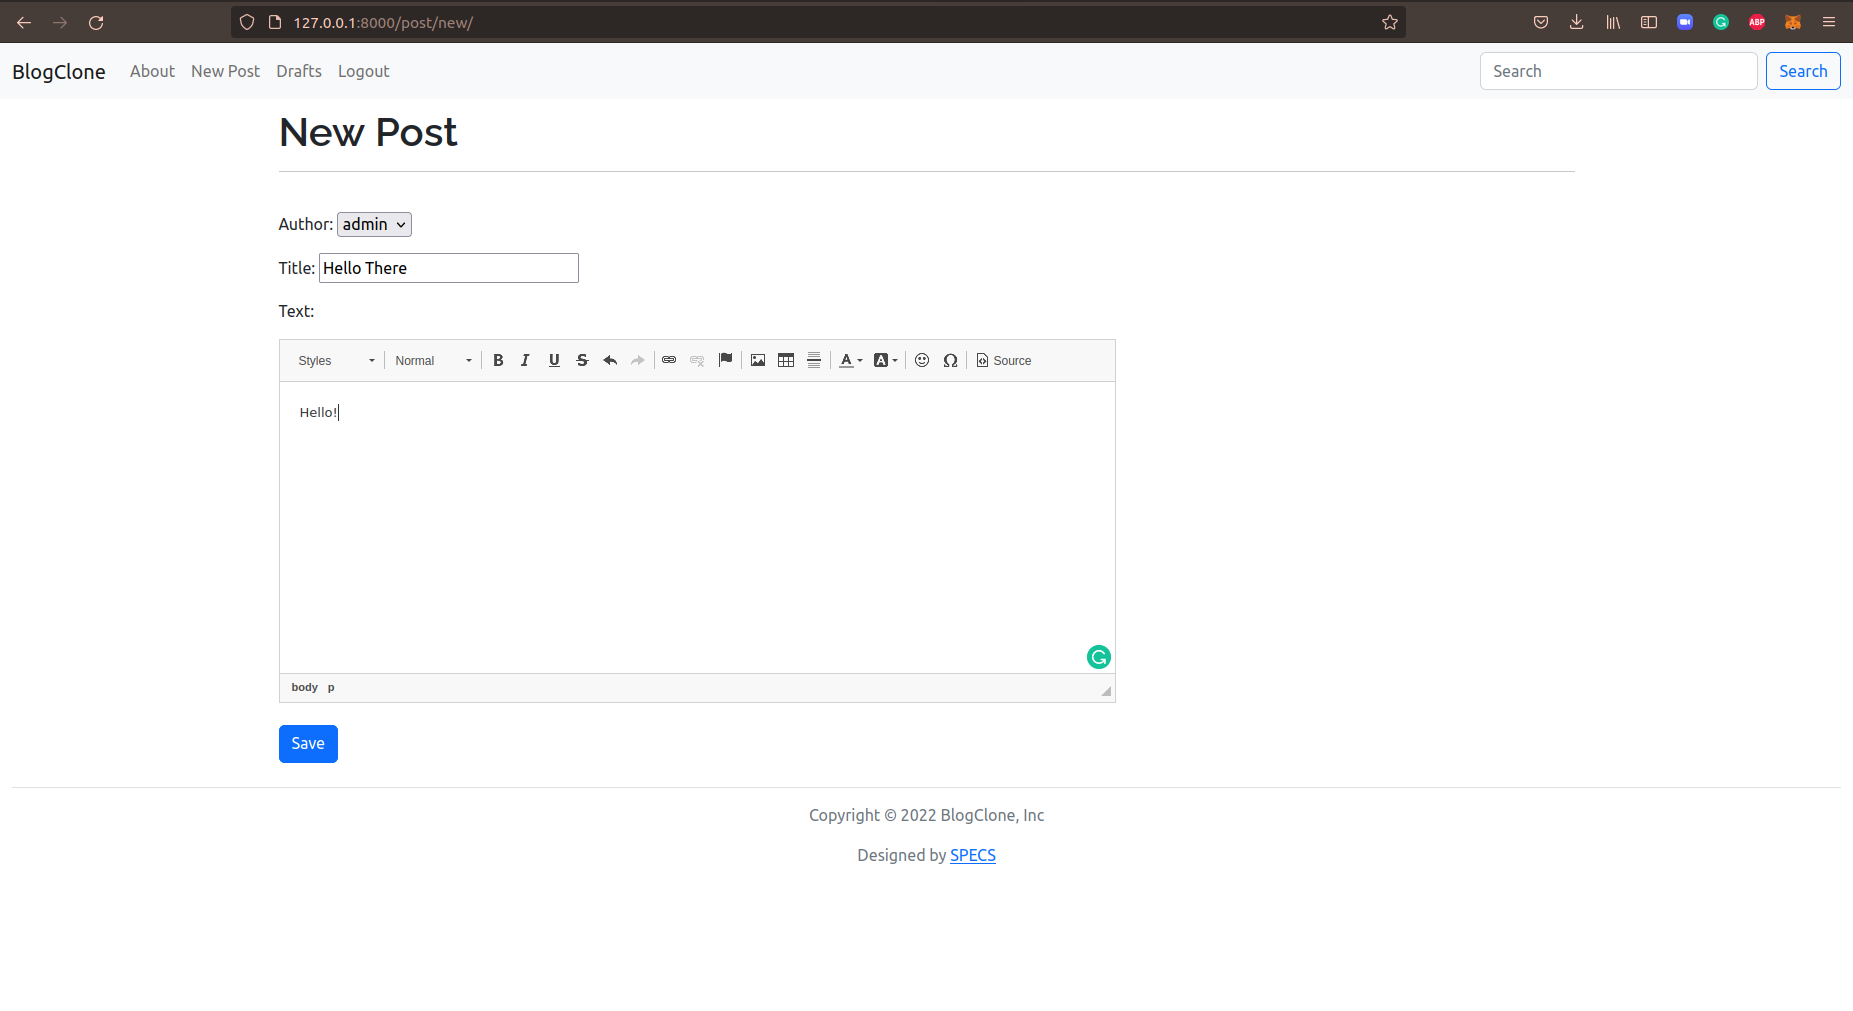 127.0.0.1:8000/post/new/
ABP
BlogClone About New Post Drafts Logout Search Search
New Post
Author: admin
Title: Hello There
Text:
Styles Normal B I U S A A Ω Source
Hello!
body p
Save
Copyright © 2022 BlogClone, Inc
Designed by SPECS